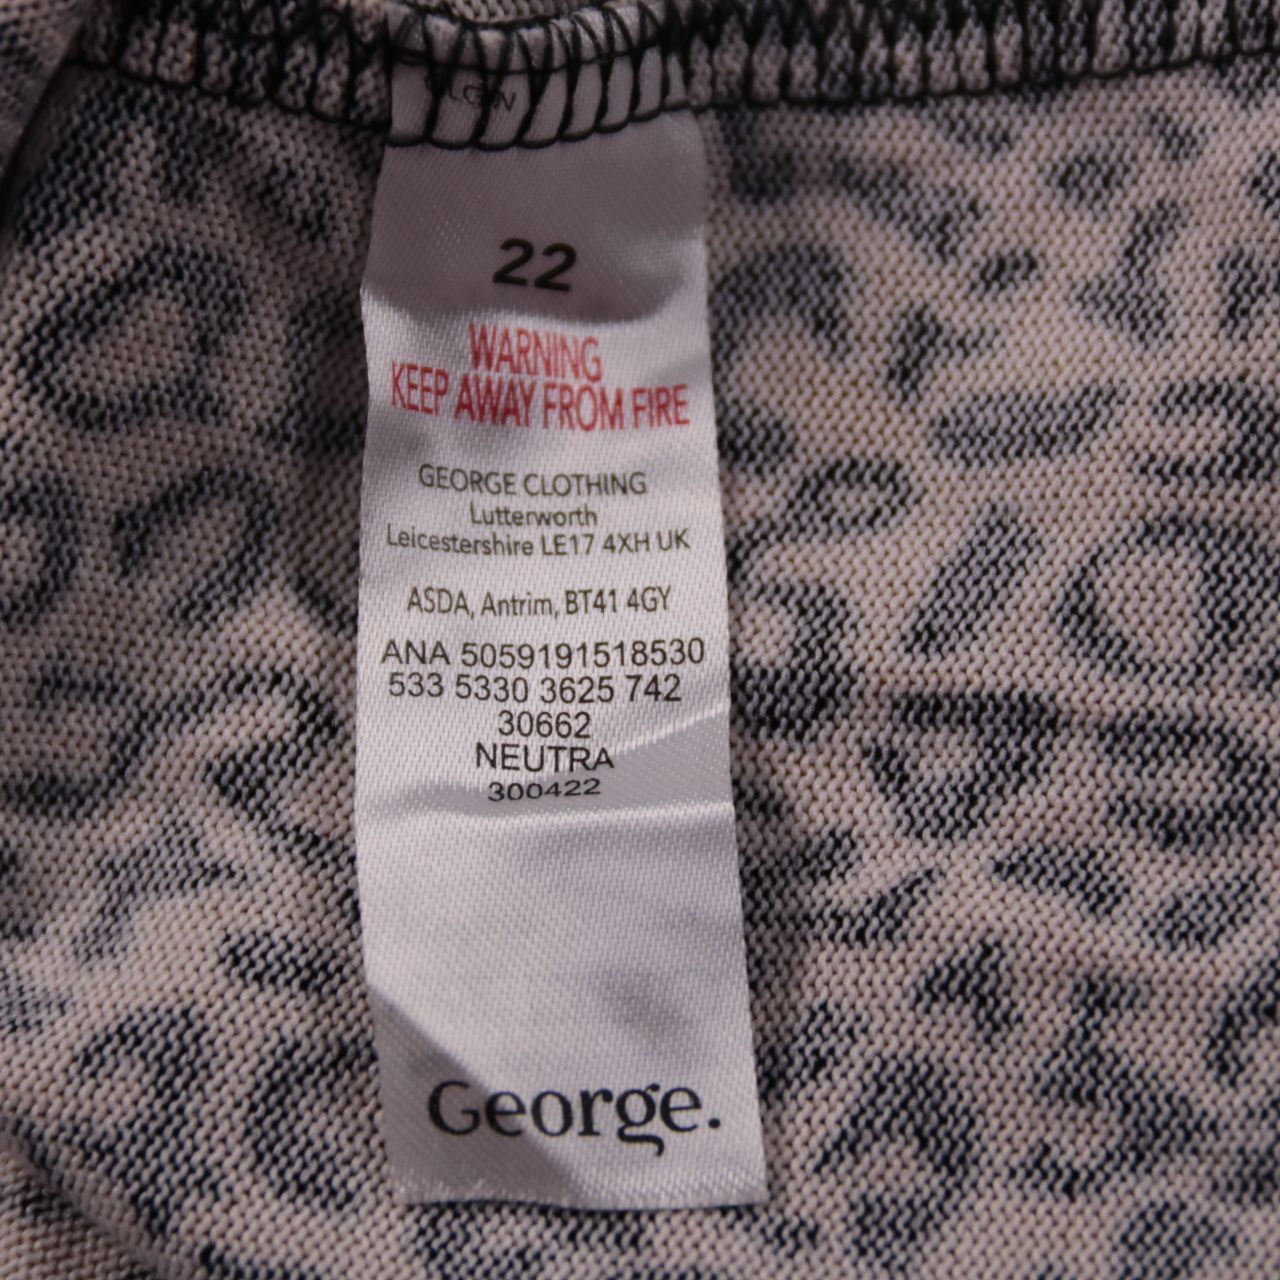 22
WARNING
KEEP AWAY FROM FIRE
GEORGE CLOTHING
Lutterworth
Leicestershire LE17 4XH UK
ASDA, Antrim, BT41 4GY
ANA 5059191518530
533 5330 3625 742
30662
NEUTRA
300422
George.